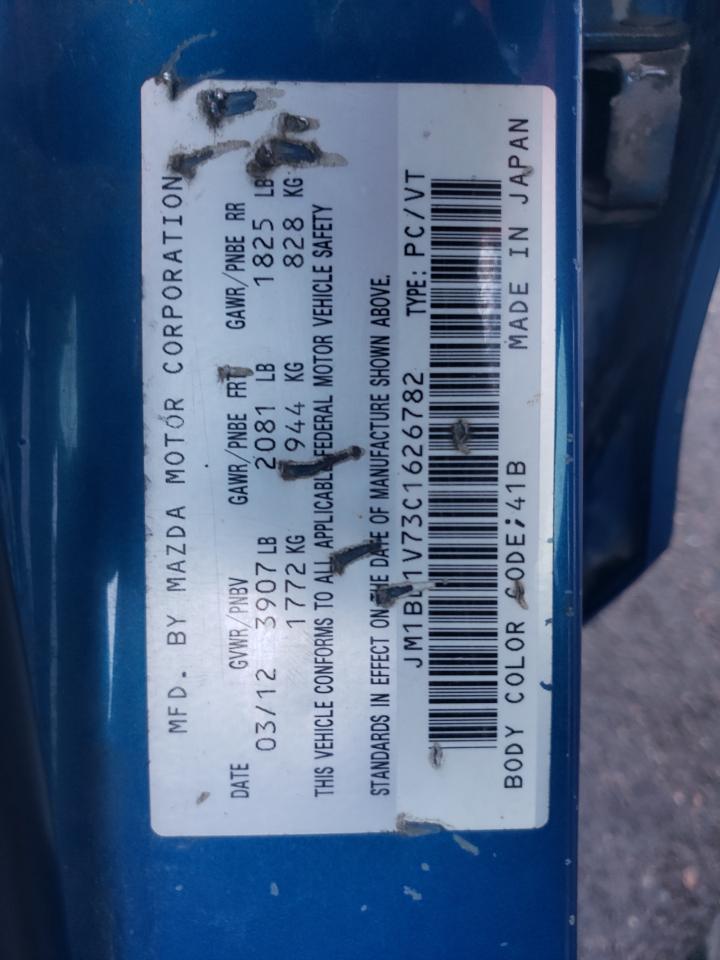 MFD. BY MAZDA MOTOR CORPORATION
DATE GVWR/PNBV GAWR/PNBE FRT GAWR/PNBE RR
03/12 3907 LB 2081 LB 1825 LB
1772 KG 944 KG 828 KG
THIS VEHICLE CONFORMS TO ALL APPLICABLE FEDERAL MOTOR VEHICLE SAFETY
STANDARDS IN EFFECT ON THE DATE OF MANUFACTURE SHOWN ABOVE.
TYPE: PC/VT
BODY COLOR CODE;41B MADE IN JAPAN